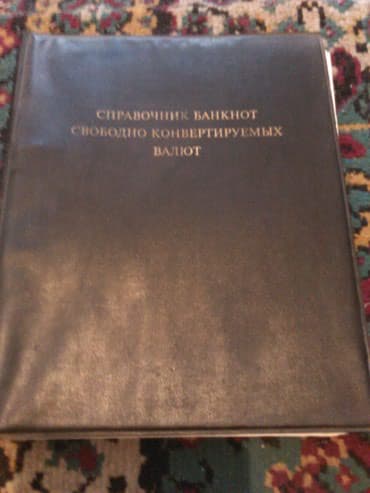 СПРАВОЧНИК БАНКНОТ
СВОБОДНО КОНВЕРТИРУЕМЫХ
ВАЛЮТ